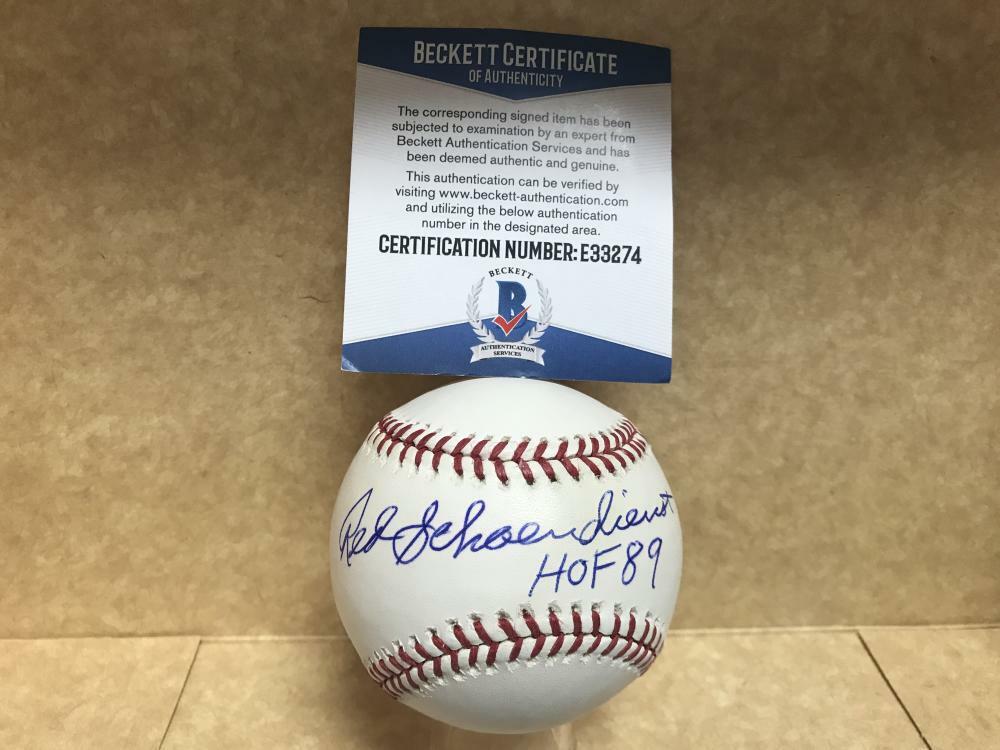 BECKETT CERTIFICATE
OF AUTHENTICITY
The corresponding signed item has been
subjected to examination by an expert from
Beckett Authentication Services and has
been deemed authentic and genuine.
This authentication can be verified by
visiting www.beckett-authentication.com
and utilizing the below authentication
number in the designated area.
CERTIFICATION NUMBER: E33274
BECKETT
B
AUTHENTICATION
SERVICES
Red Schoendienst
HOF 89